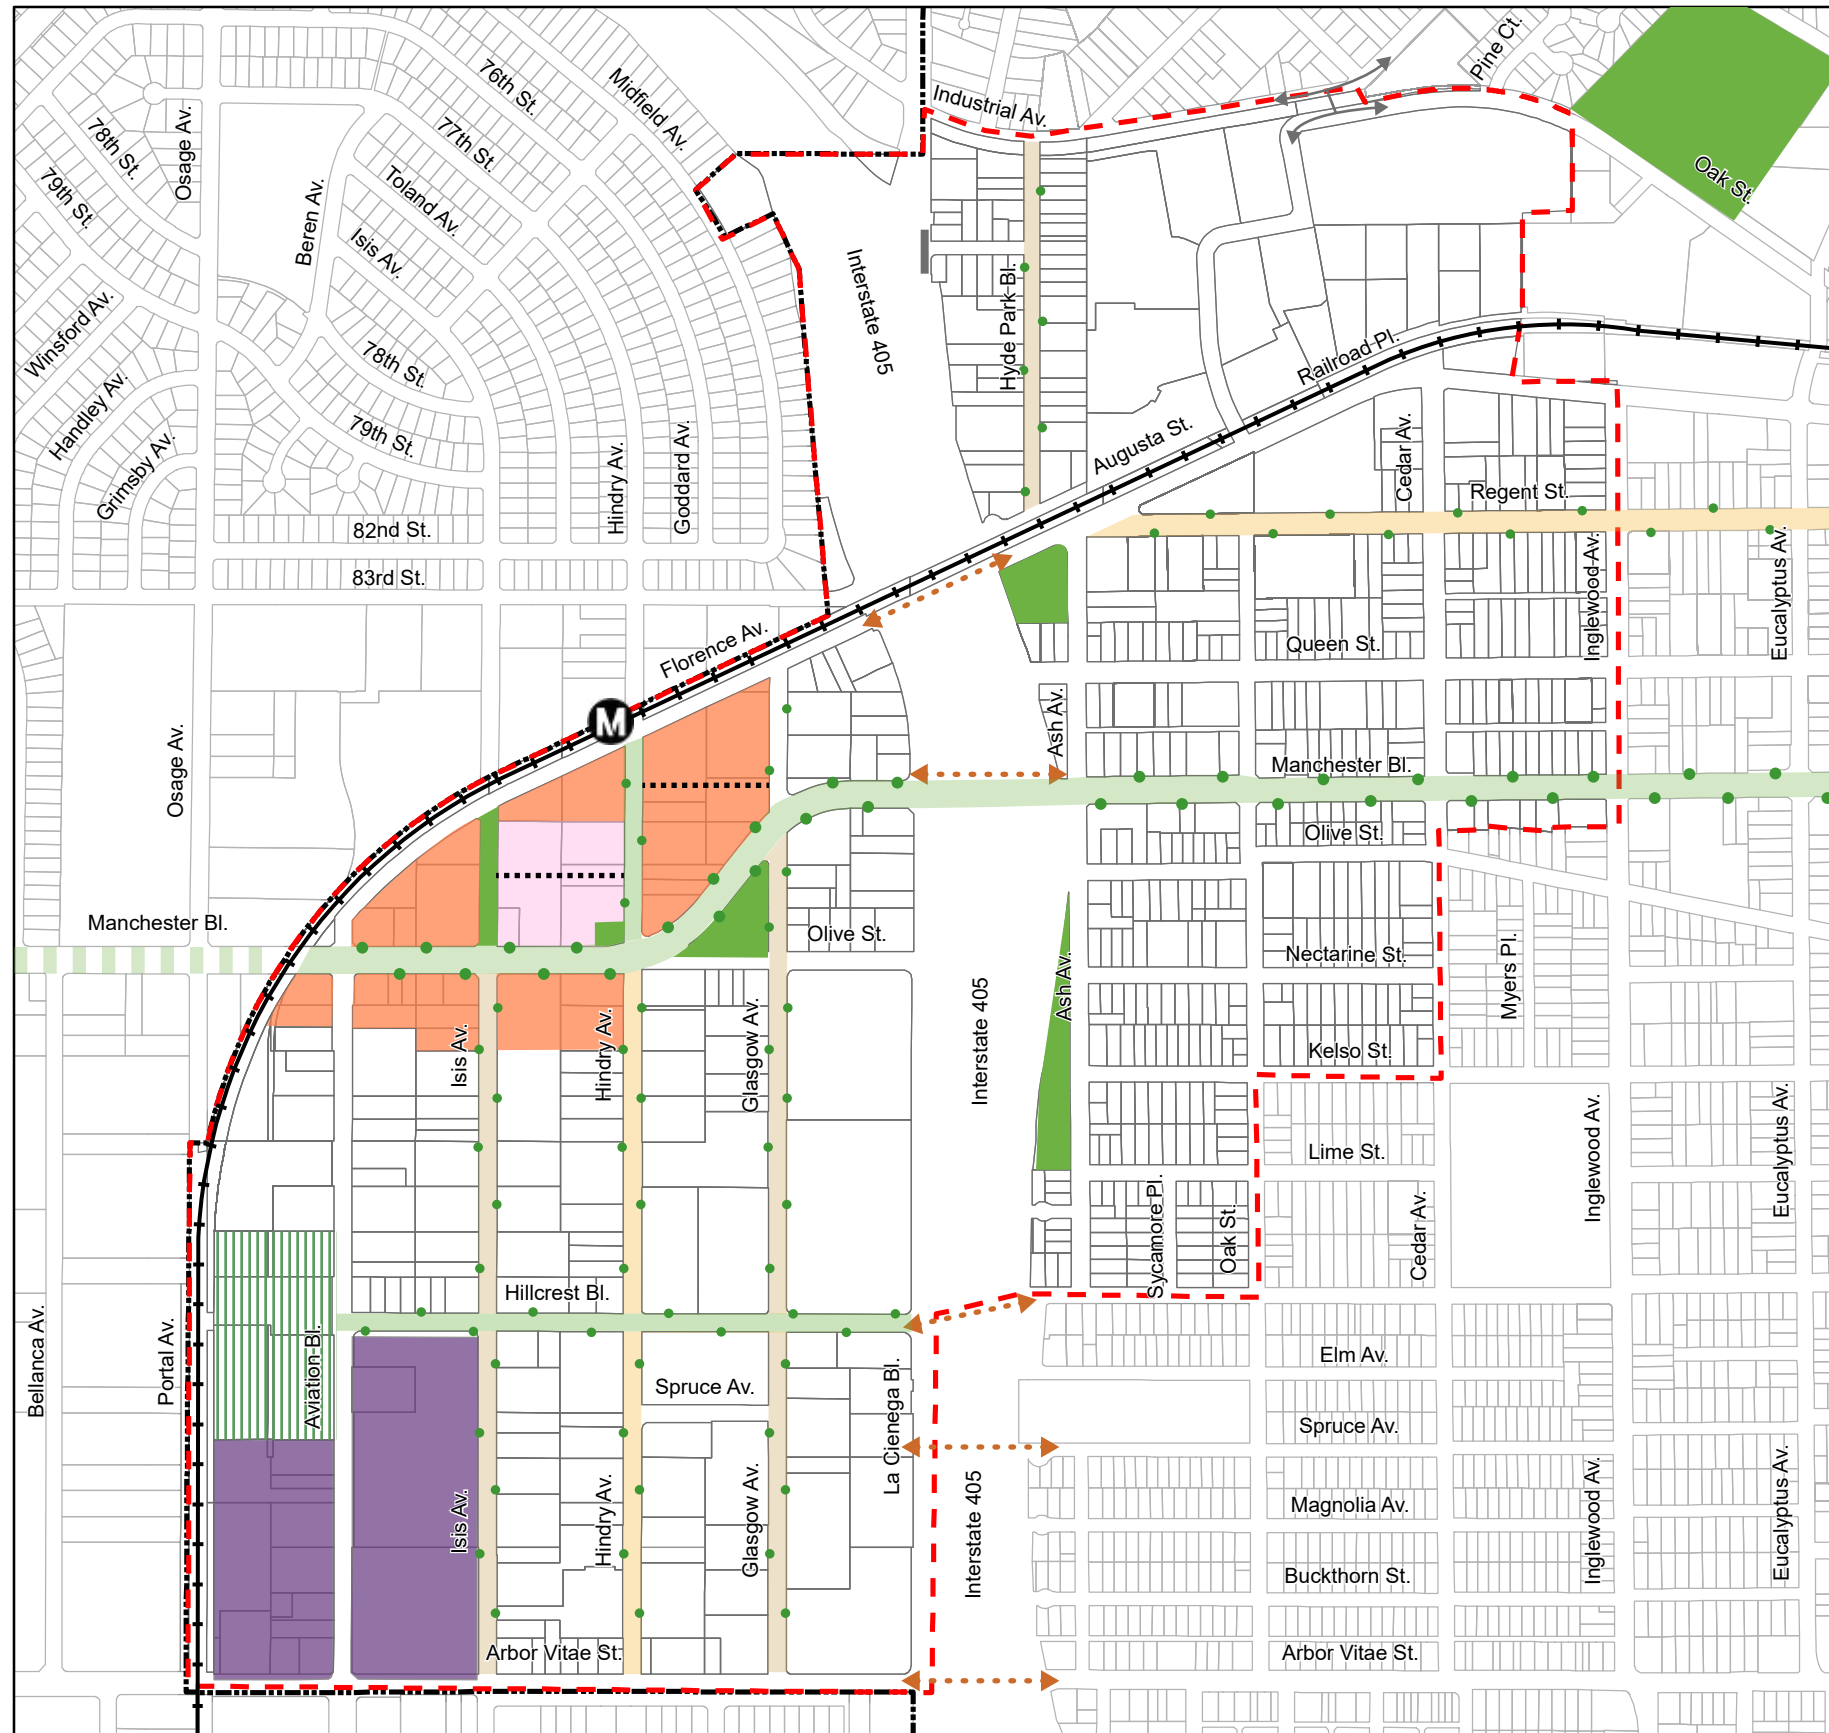 Pine Ct.
76th St.
Midfield Av.
Industrial Av.
78th St.
Osage Av.
77th St.
Oak St.
79th St.
Toland Av.
Beren Av.
Isis Av.
Interstate 405
Hyde Park Bl.
Winsford Av.
78th St.
Railroad Pl.
Handley Av.
79th St.
Augusta St.
Cedar Av.
Grimsby Av.
Hindry Av.
Goddard Av.
Regent St.
82nd St.
83rd St.
Inglewood Av.
Eucalyptus Av.
Florence Av.
Queen St.
M
Ash Av.
Osage Av.
Manchester Bl.
Olive St.
Manchester Bl.
Olive St.
Nectarine St.
Myers Pl.
Ash Av.
Isis Av.
Hindry Av.
Glasgow Av.
Interstate 405
Kelso St.
Lime St.
Inglewood Av.
Eucalyptus Av.
Sycamore Pl.
Oak St.
Cedar Av.
Hillcrest Bl.
Bellanca Av.
Portal Av.
Aviation Bl.
Spruce Av.
La Cienega Bl.
Elm Av.
Spruce Av.
Isis Av.
Hindry Av.
Glasgow Av.
Interstate 405
Magnolia Av.
Inglewood Av.
Eucalyptus Av.
Buckthorn St.
Arbor Vitae St.
Arbor Vitae St.